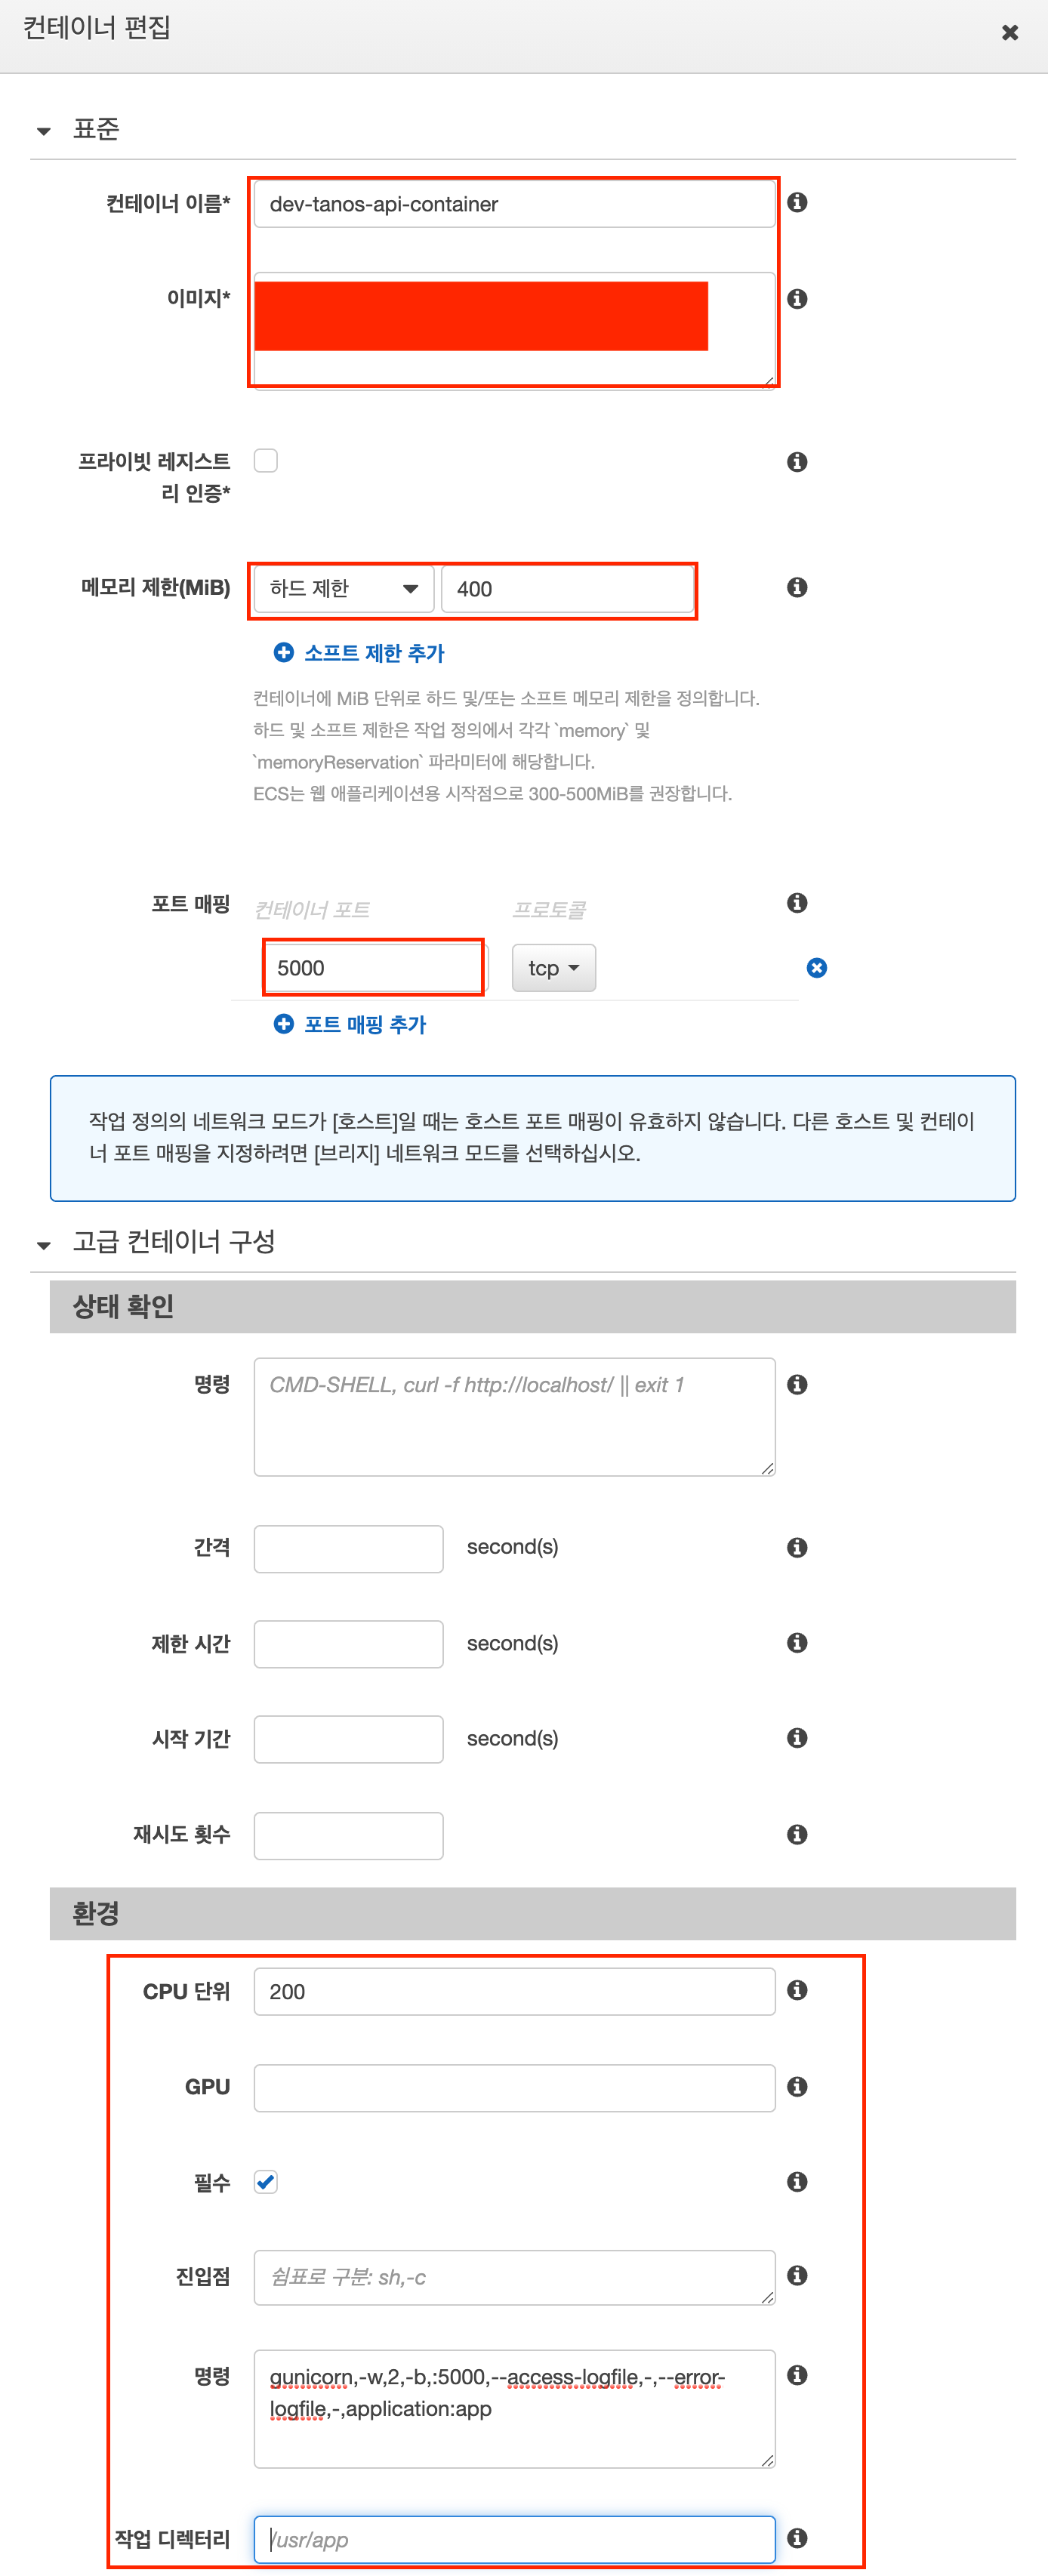 컨테이너 편집
표준
컨테이너 이름*
dev-tanos-api-container
이미지*
프라이빗 레지스트
리 인증*
메모리 제한(MiB)
하드 제한
400
소프트 제한 추가
컨테이너에 MiB 단위로 하드 및/또는 소프트 메모리 제한을 정의합니다.
하드 및 소프트 제한은 작업 정의에서 각각 `memory` 및
`memoryReservation` 파라미터에 해당합니다.
ECS는 웹 애플리케이션용 시작점으로 300-500MiB를 권장합니다.
포트 매핑
컨테이너 포트
프로토콜
5000
tcp
포트 매핑 추가
작업 정의의 네트워크 모드가 [호스트]일 때는 호스트 포트 매핑이 유효하지 않습니다. 다른 호스트 및 컨테이
너 포트 매핑을 지정하려면 [브리지] 네트워크 모드를 선택하십시오.
고급 컨테이너 구성
상태 확인
명령
CMD-SHELL, curl -f http://localhost/ || exit 1
간격
second(s)
제한 시간
second(s)
시작 기간
second(s)
재시도 횟수
환경
CPU 단위
200
GPU
필수
진입점
쉼표로 구분: sh,-c
명령
gunicorn,-w,2,-b,:5000,--access-logfile,-,--error-
logfile,-,application:app
작업 디렉터리
/usr/app